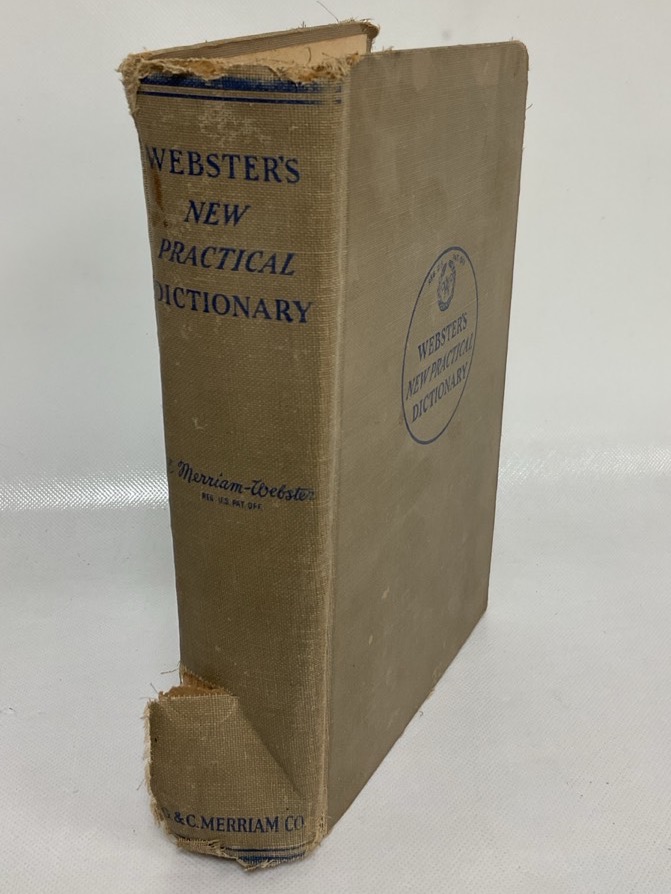 WEBSTER'S
NEW
PRACTICAL
DICTIONARY
Merriam-Webster
REG. U.S. PAT. OFF.
G & C. MERRIAM CO.
WEBSTER'S
NEW PRACTICAL
DICTIONARY